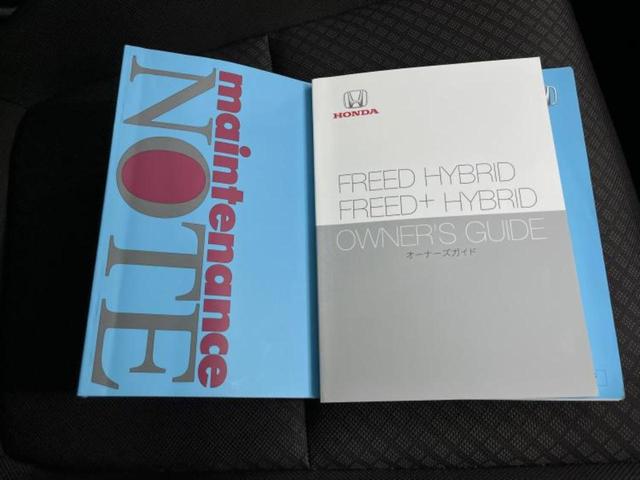 maintenance
NOTE
HONDA
FREED HYBRID
FREED+ HYBRID
OWNER'S GUIDE
オーナーズガイド